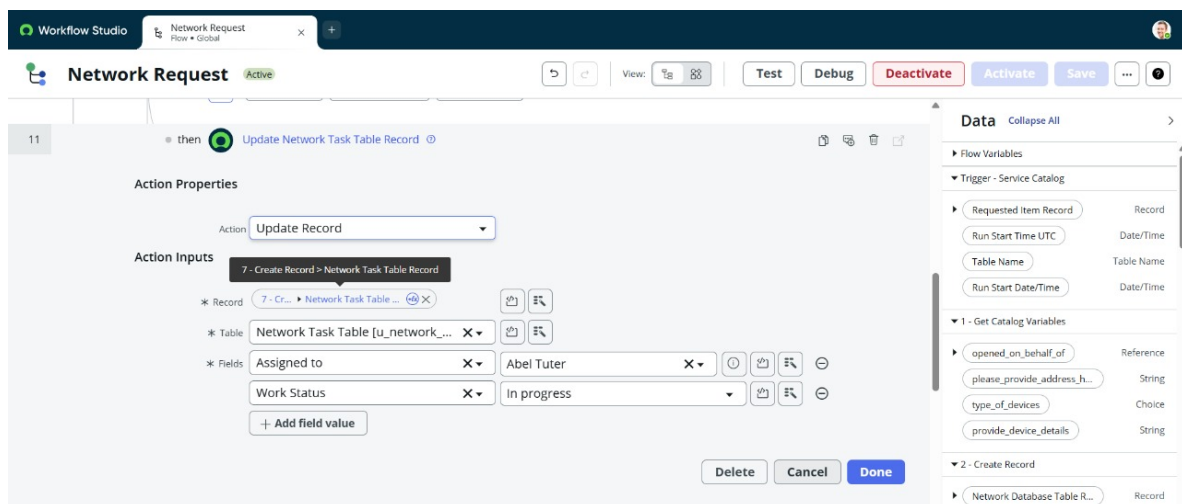 Workflow Studio
Network Request
Flow • Global
Network Request Active
View:
Test
Debug
Deactivate
Activate
Save
11
then Update Network Task Table Record
Action Properties
Action Update Record
Action Inputs
7 - Create Record > Network Task Table Record
* Record 7 - Cr... ▸ Network Task Table ...
* Table Network Task Table [u_network_...
* Fields Assigned to Abel Tuter
Work Status In progress
+ Add field value
Delete Cancel Done
Data Collapse All
Flow Variables
Trigger - Service Catalog
Requested Item Record Record
Run Start Time UTC Date/Time
Table Name Table Name
Run Start Date/Time Date/Time
1 - Get Catalog Variables
opened_on_behalf_of Reference
please_provide_address_h... String
type_of_devices Choice
provide_device_details String
2 - Create Record
Network Database Table R... Record